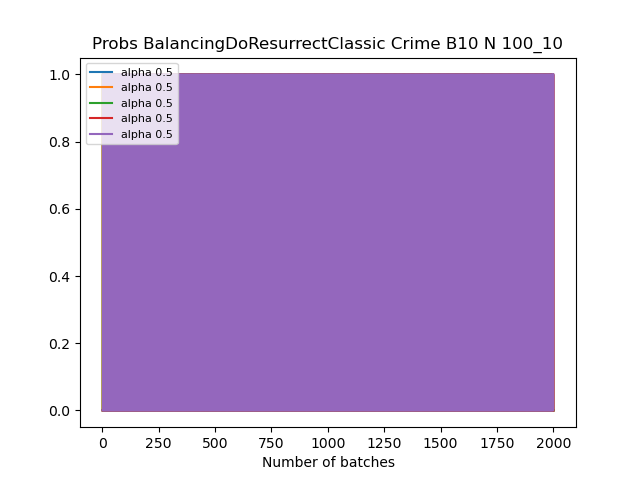 Probs BalancingDoResurrectClassic Crime B10 N 100_10
1.0
0.8
0.6
0.4
0.2
0.0
alpha 0.5
alpha 0.5
alpha 0.5
alpha 0.5
alpha 0.5
0 250 500 750 1000 1250 1500 1750 2000
Number of batches